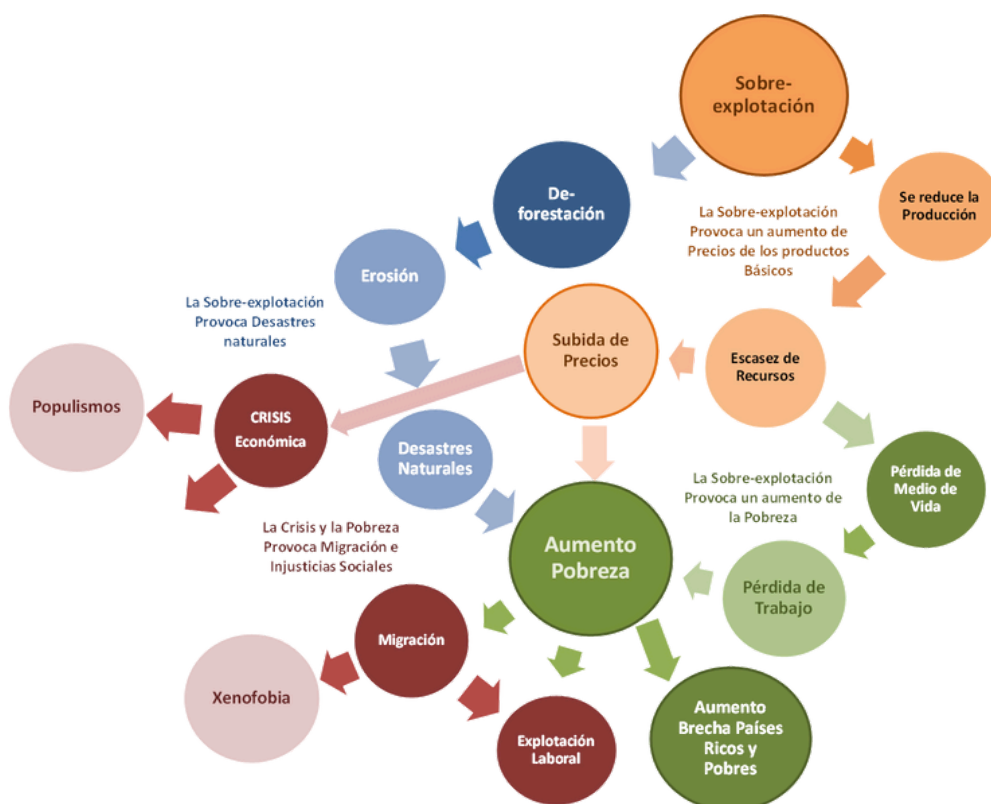 Sobre-
explotación
De-
forestación
Se reduce la
Producción
La Sobre-explotación
Provoca un aumento de
Precios de los productos
Básicos
Erosión
La Sobre-explotación
Provoca Desastres
naturales
Subida de
Precios
Escasez de
Recursos
Populismos
CRISIS
Económica
Desastres
Naturales
La Sobre-explotación
Provoca un aumento de
la Pobreza
Pérdida de
Medio de
Vida
La Crisis y la Pobreza
Provoca Migración e
Injusticias Sociales
Aumento
Pobreza
Pérdida de
Trabajo
Migración
Xenofobia
Explotación
Laboral
Aumento
Brecha Países
Ricos y
Pobres